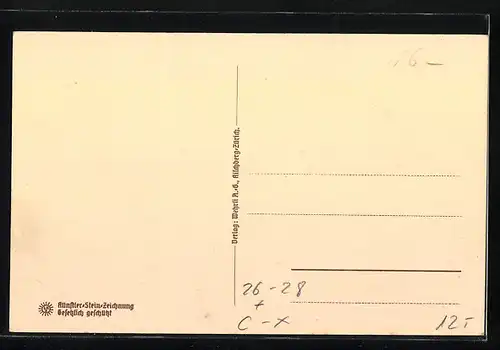 16 –
Verlag: Wehrli A.-G., Kilchberg-Zürich.
Künstler-Stein-Zeichnung
Gesetzlich geschützt
26 – 28
+
C – X
12 I